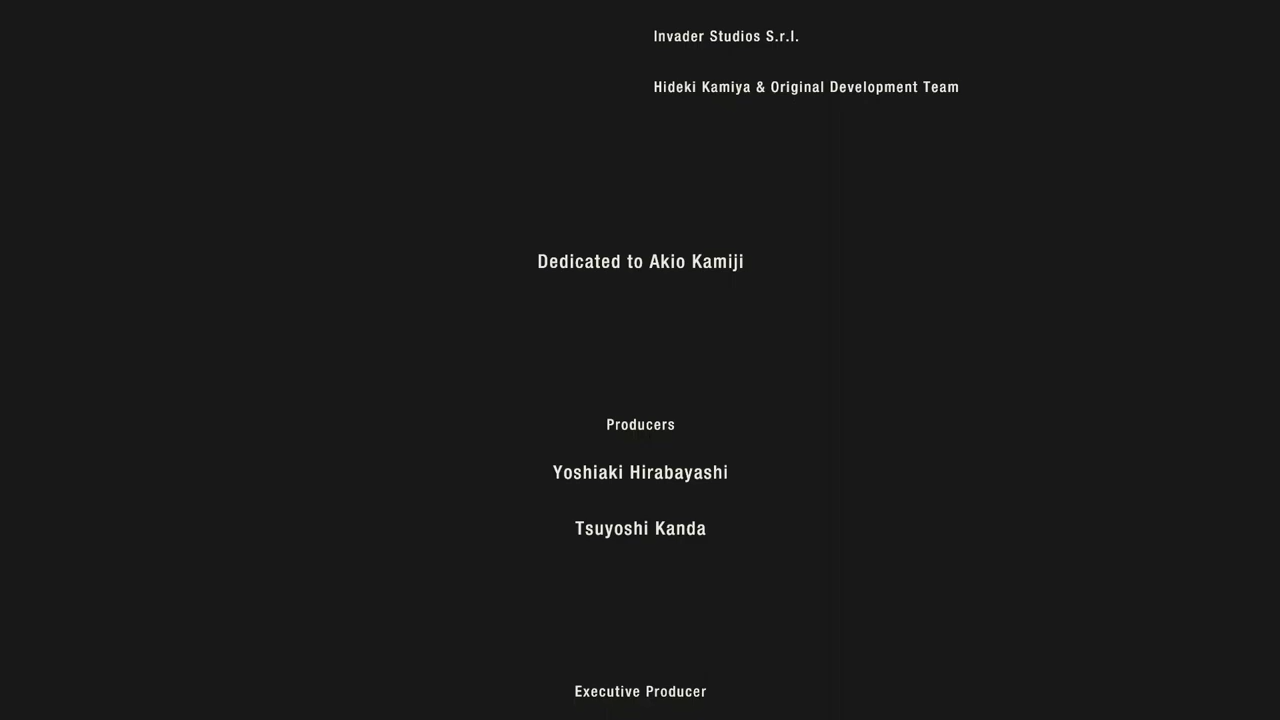 Invader Studios S.r.l.
Hideki Kamiya & Original Development Team
Dedicated to Akio Kamiji
Producers
Yoshiaki Hirabayashi
Tsuyoshi Kanda
Executive Producer